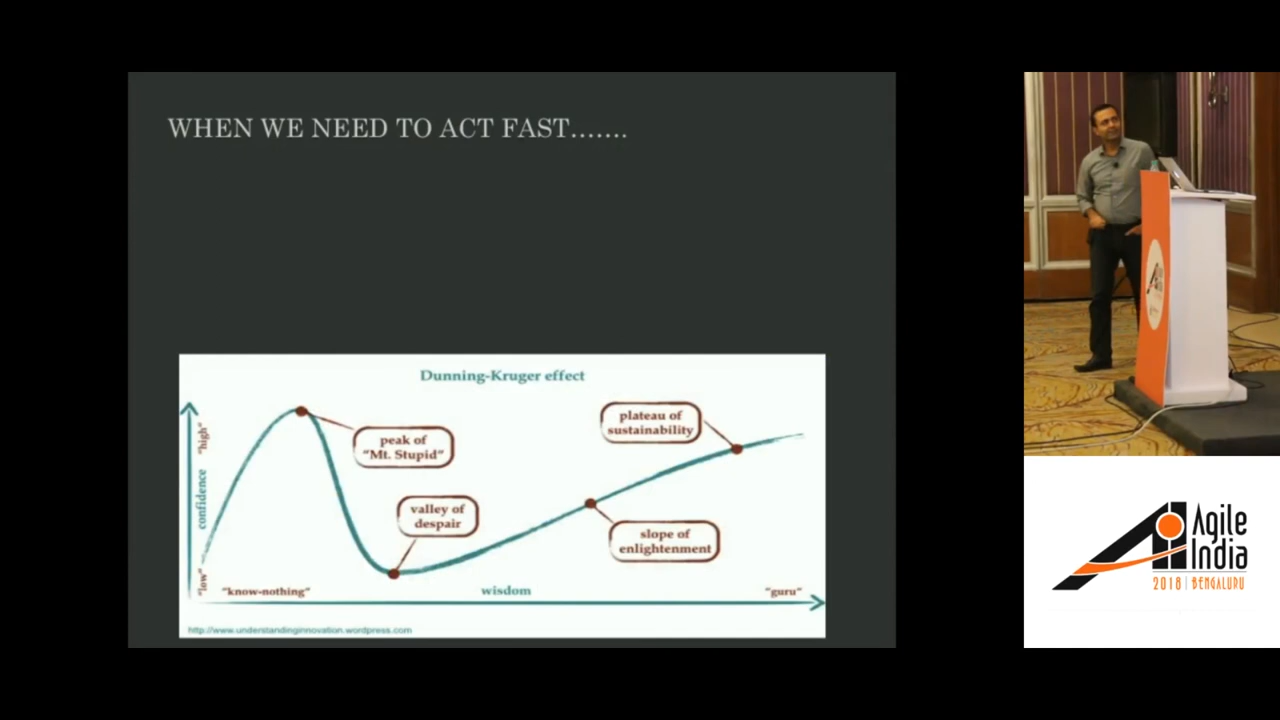 WHEN WE NEED TO ACT FAST.......
Dunning-Kruger effect
peak of
"Mt. Stupid"
plateau of
sustainability
valley of
despair
slope of
enlightenment
"high"
confidence
"low"
"know-nothing"
wisdom
"guru"
http://www.understandinginnovation.wordpress.com
Agile
India
2018 | BENGALURU